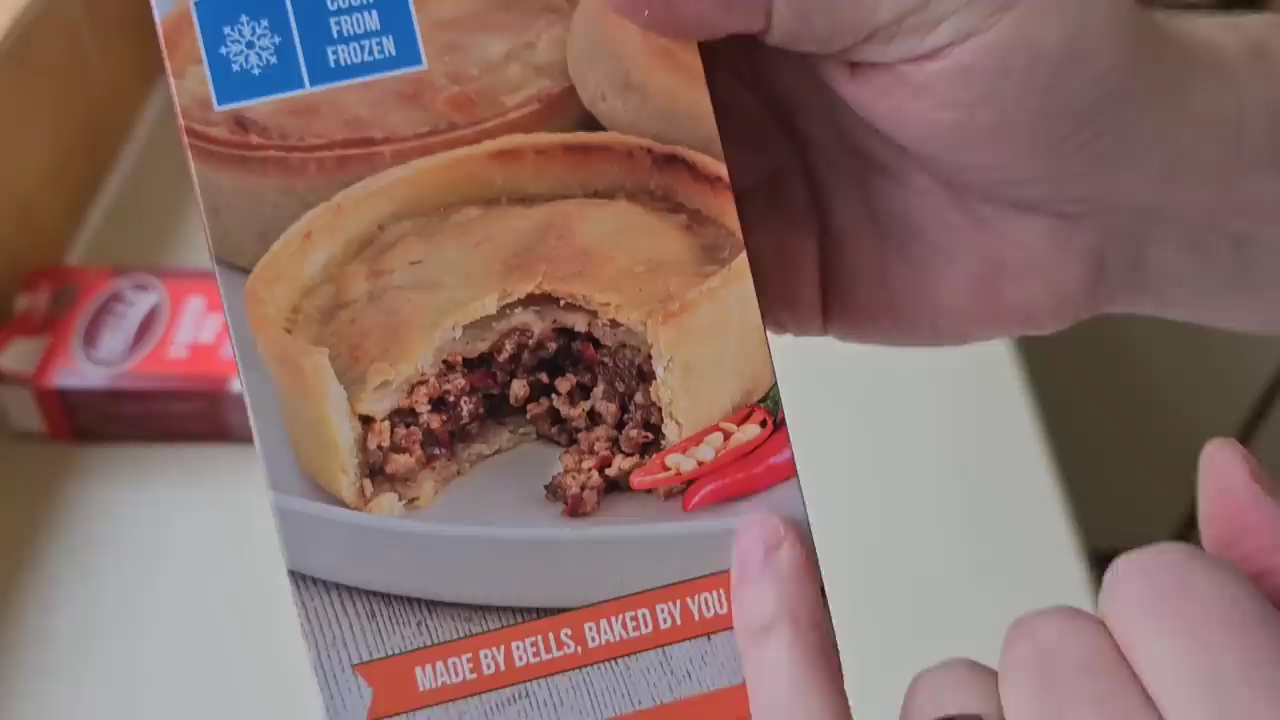 COOK
FROM
FROZEN
MADE BY BELLS, BAKED BY YOU